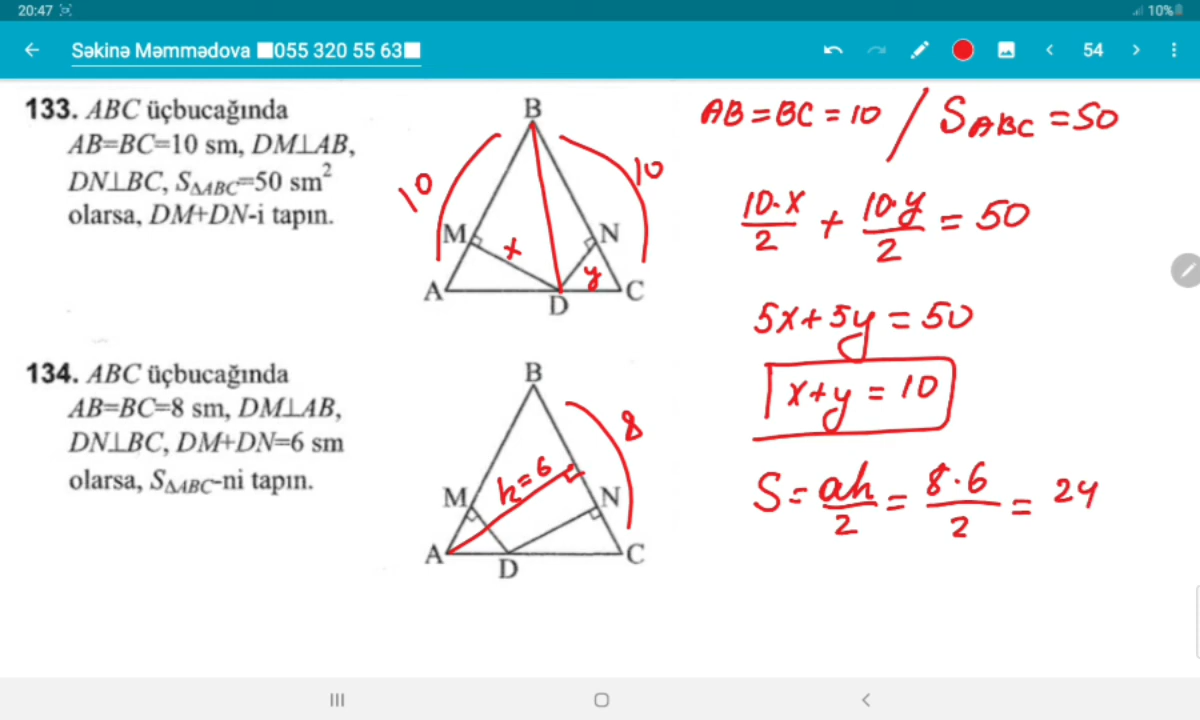 20:47
10%
Səkinə Məmmədova 055 320 55 63
54
133. ABC üçbucağında
AB=BC=10 sm, DM⊥AB,
DN⊥BC, S△ABC=50 sm²
olarsa, DM+DN-i tapın.
B
10
10
M
N
x
y
A
D
C
AB=BC=10 / SABC=50
10·x/2 + 10·y/2 = 50
5x+5y=50
x+y=10
134. ABC üçbucağında
AB=BC=8 sm, DM⊥AB,
DN⊥BC, DM+DN=6 sm
olarsa, S△ABC-ni tapın.
B
8
h=6
M
N
A
D
C
S=ah/2=8·6/2=24